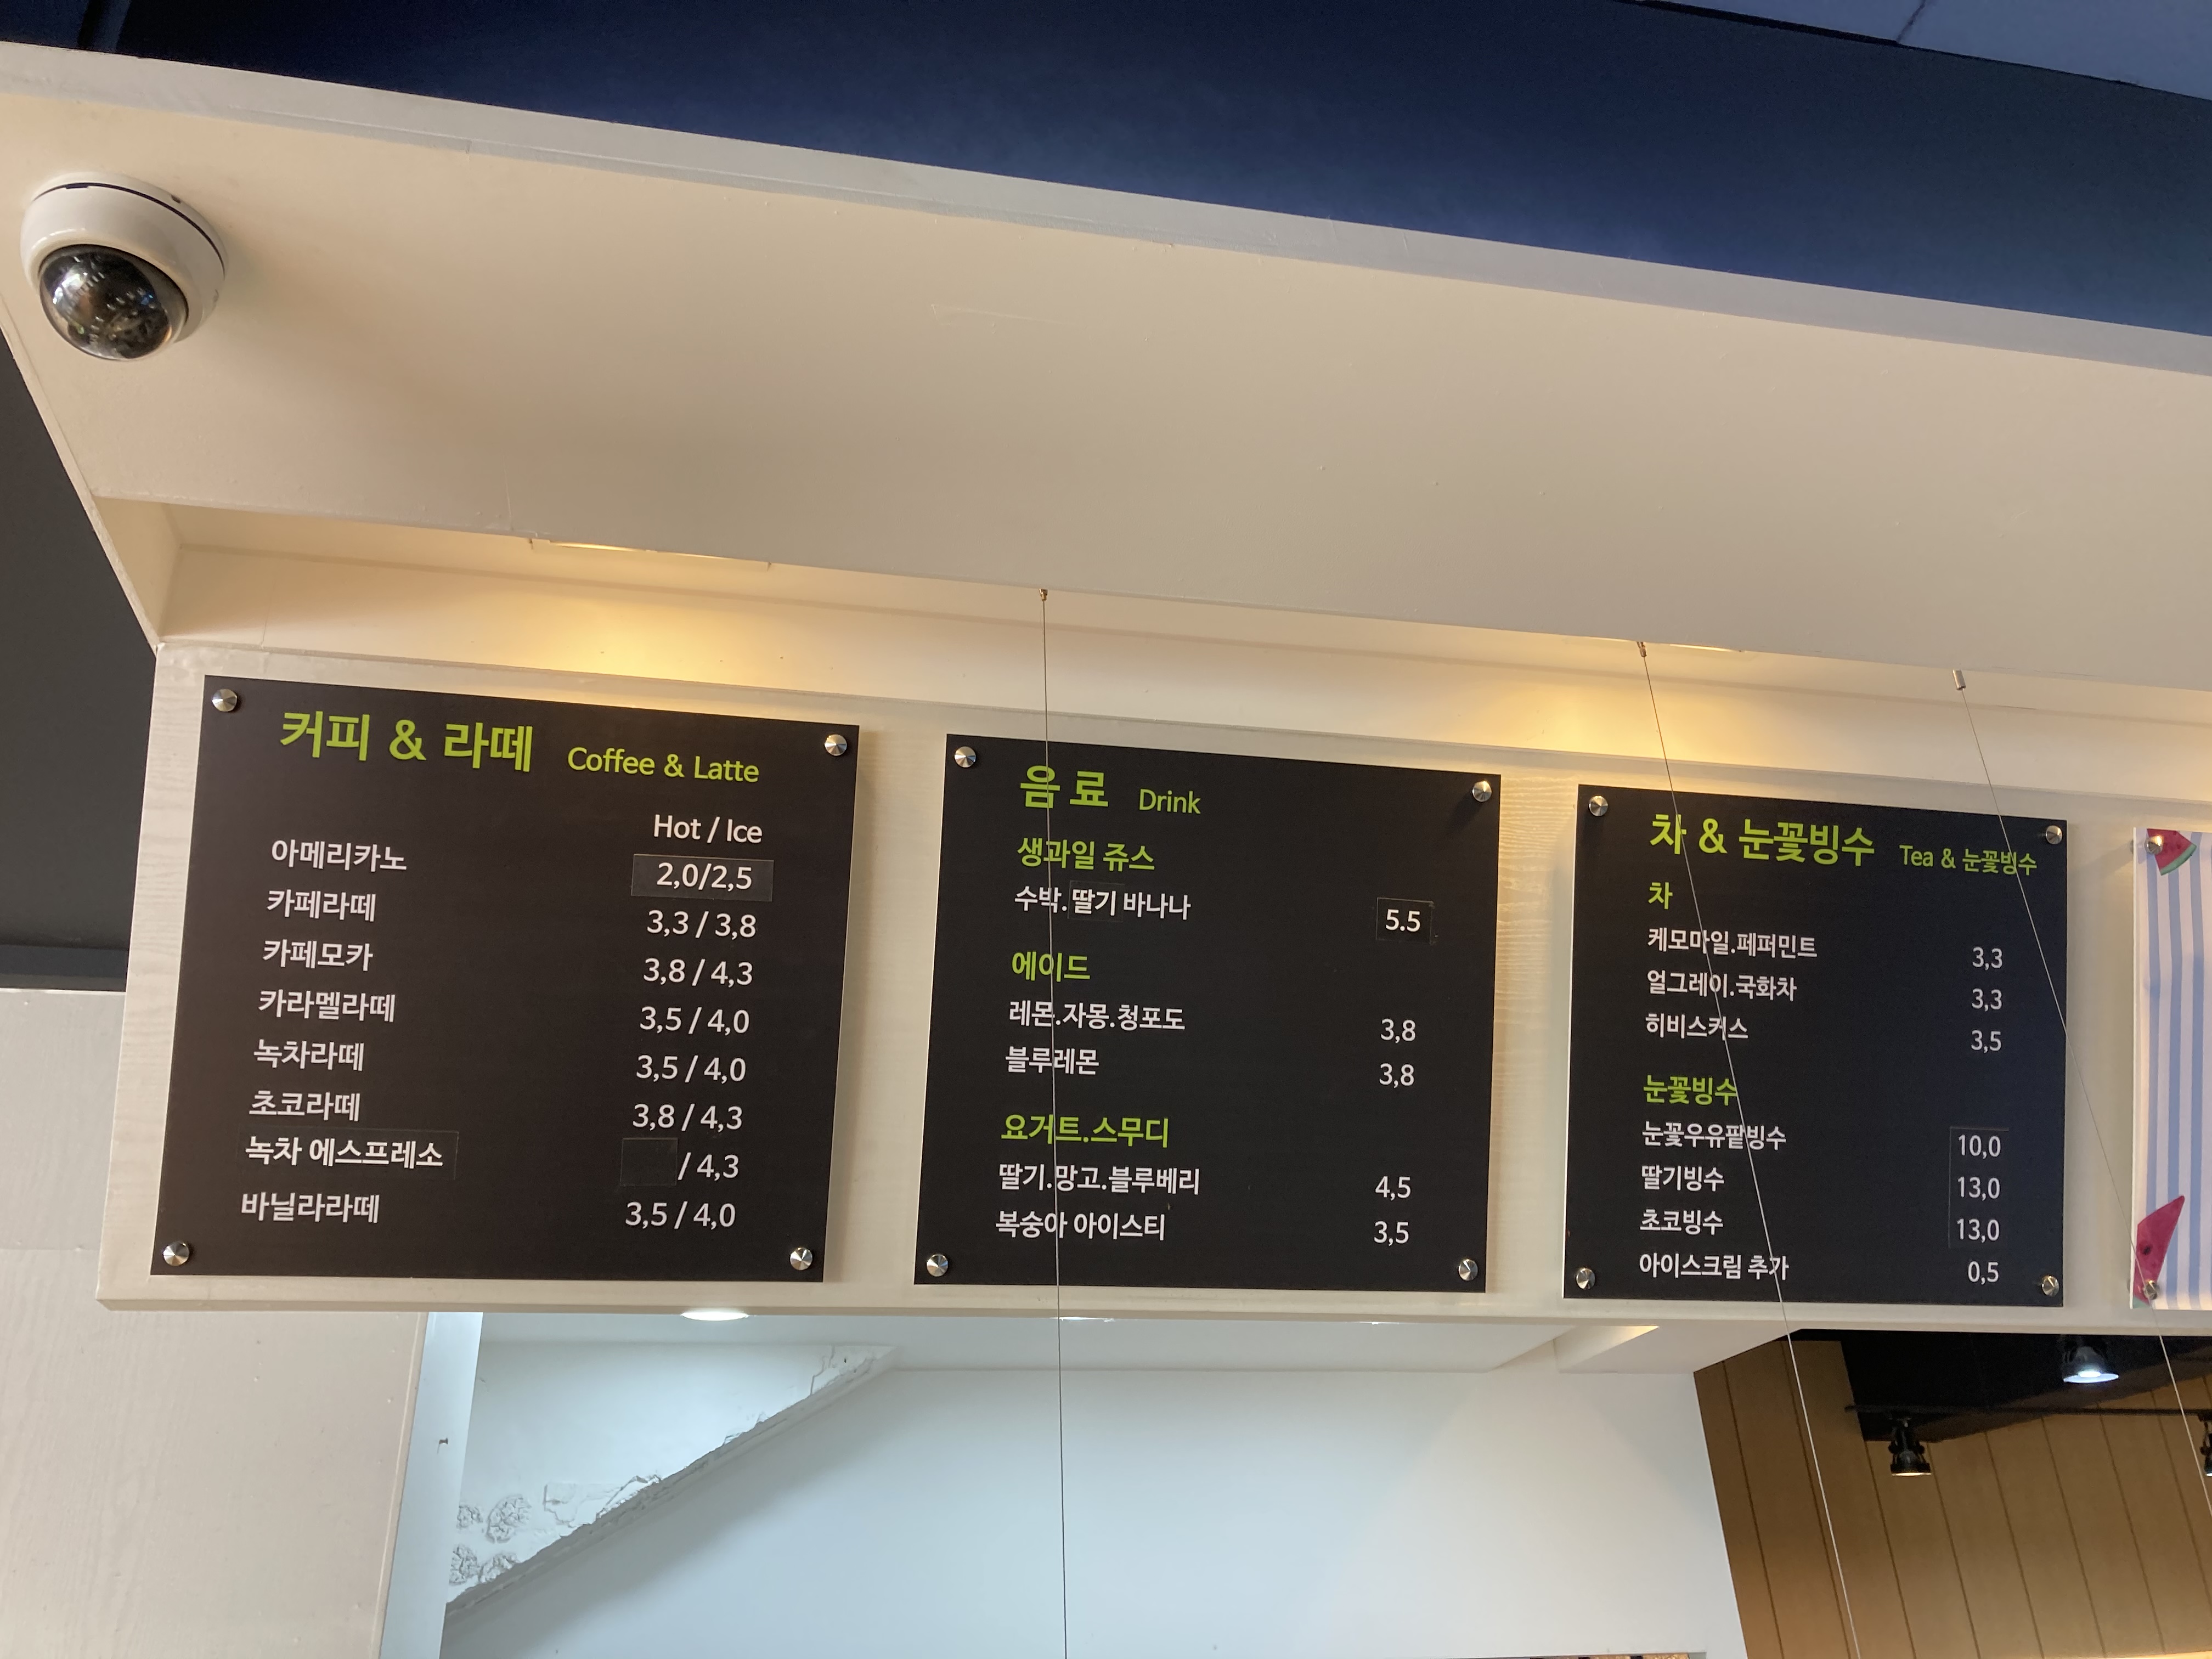 커피 & 라떼 Coffee & Latte
Hot / Ice
아메리카노 2,0/2,5
카페라떼 3,3 / 3,8
카페모카 3,8 / 4,3
카라멜라떼 3,5 / 4,0
녹차라떼 3,5 / 4,0
초코라떼 3,8 / 4,3
녹차 에스프레소 / 4,3
바닐라라떼 3,5 / 4,0
음료 Drink
생과일 쥬스
수박.딸기 바나나 5.5
에이드
레몬.자몽.청포도 3,8
블루레몬 3,8
요거트.스무디
딸기.망고.블루베리 4,5
복숭아 아이스티 3,5
차 & 눈꽃빙수 Tea & 눈꽃빙수
차
케모마일.페퍼민트 3,3
얼그레이.국화차 3,3
히비스커스 3,5
눈꽃빙수
눈꽃우유팥빙수 10,0
딸기빙수 13,0
초코빙수 13,0
아이스크림 추가 0,5